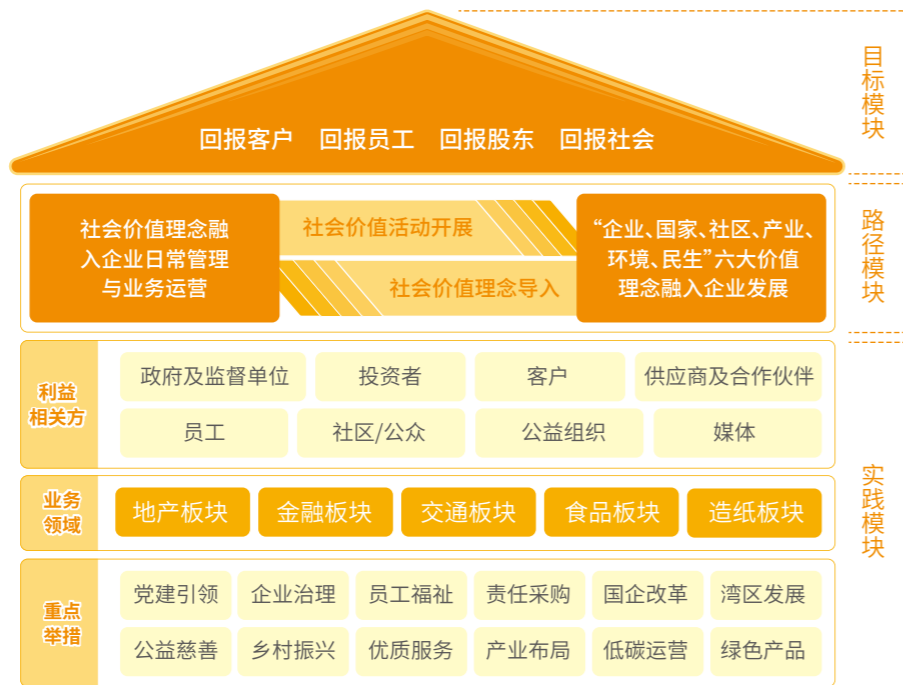 回报客户 回报员工 回报股东 回报社会
目标模块
社会价值理念融
入企业日常管理
与业务运营
社会价值活动开展
社会价值理念导入
“企业、国家、社区、产业、
环境、民生”六大价值
理念融入企业发展
路径模块
利益
相关方
政府及监督单位 投资者 客户 供应商及合作伙伴
员工 社区/公众 公益组织 媒体
业务
领域
地产板块 金融板块 交通板块 食品板块 造纸板块
实践模块
重点
举措
党建引领 企业治理 员工福祉 责任采购 国企改革 湾区发展
公益慈善 乡村振兴 优质服务 产业布局 低碳运营 绿色产品